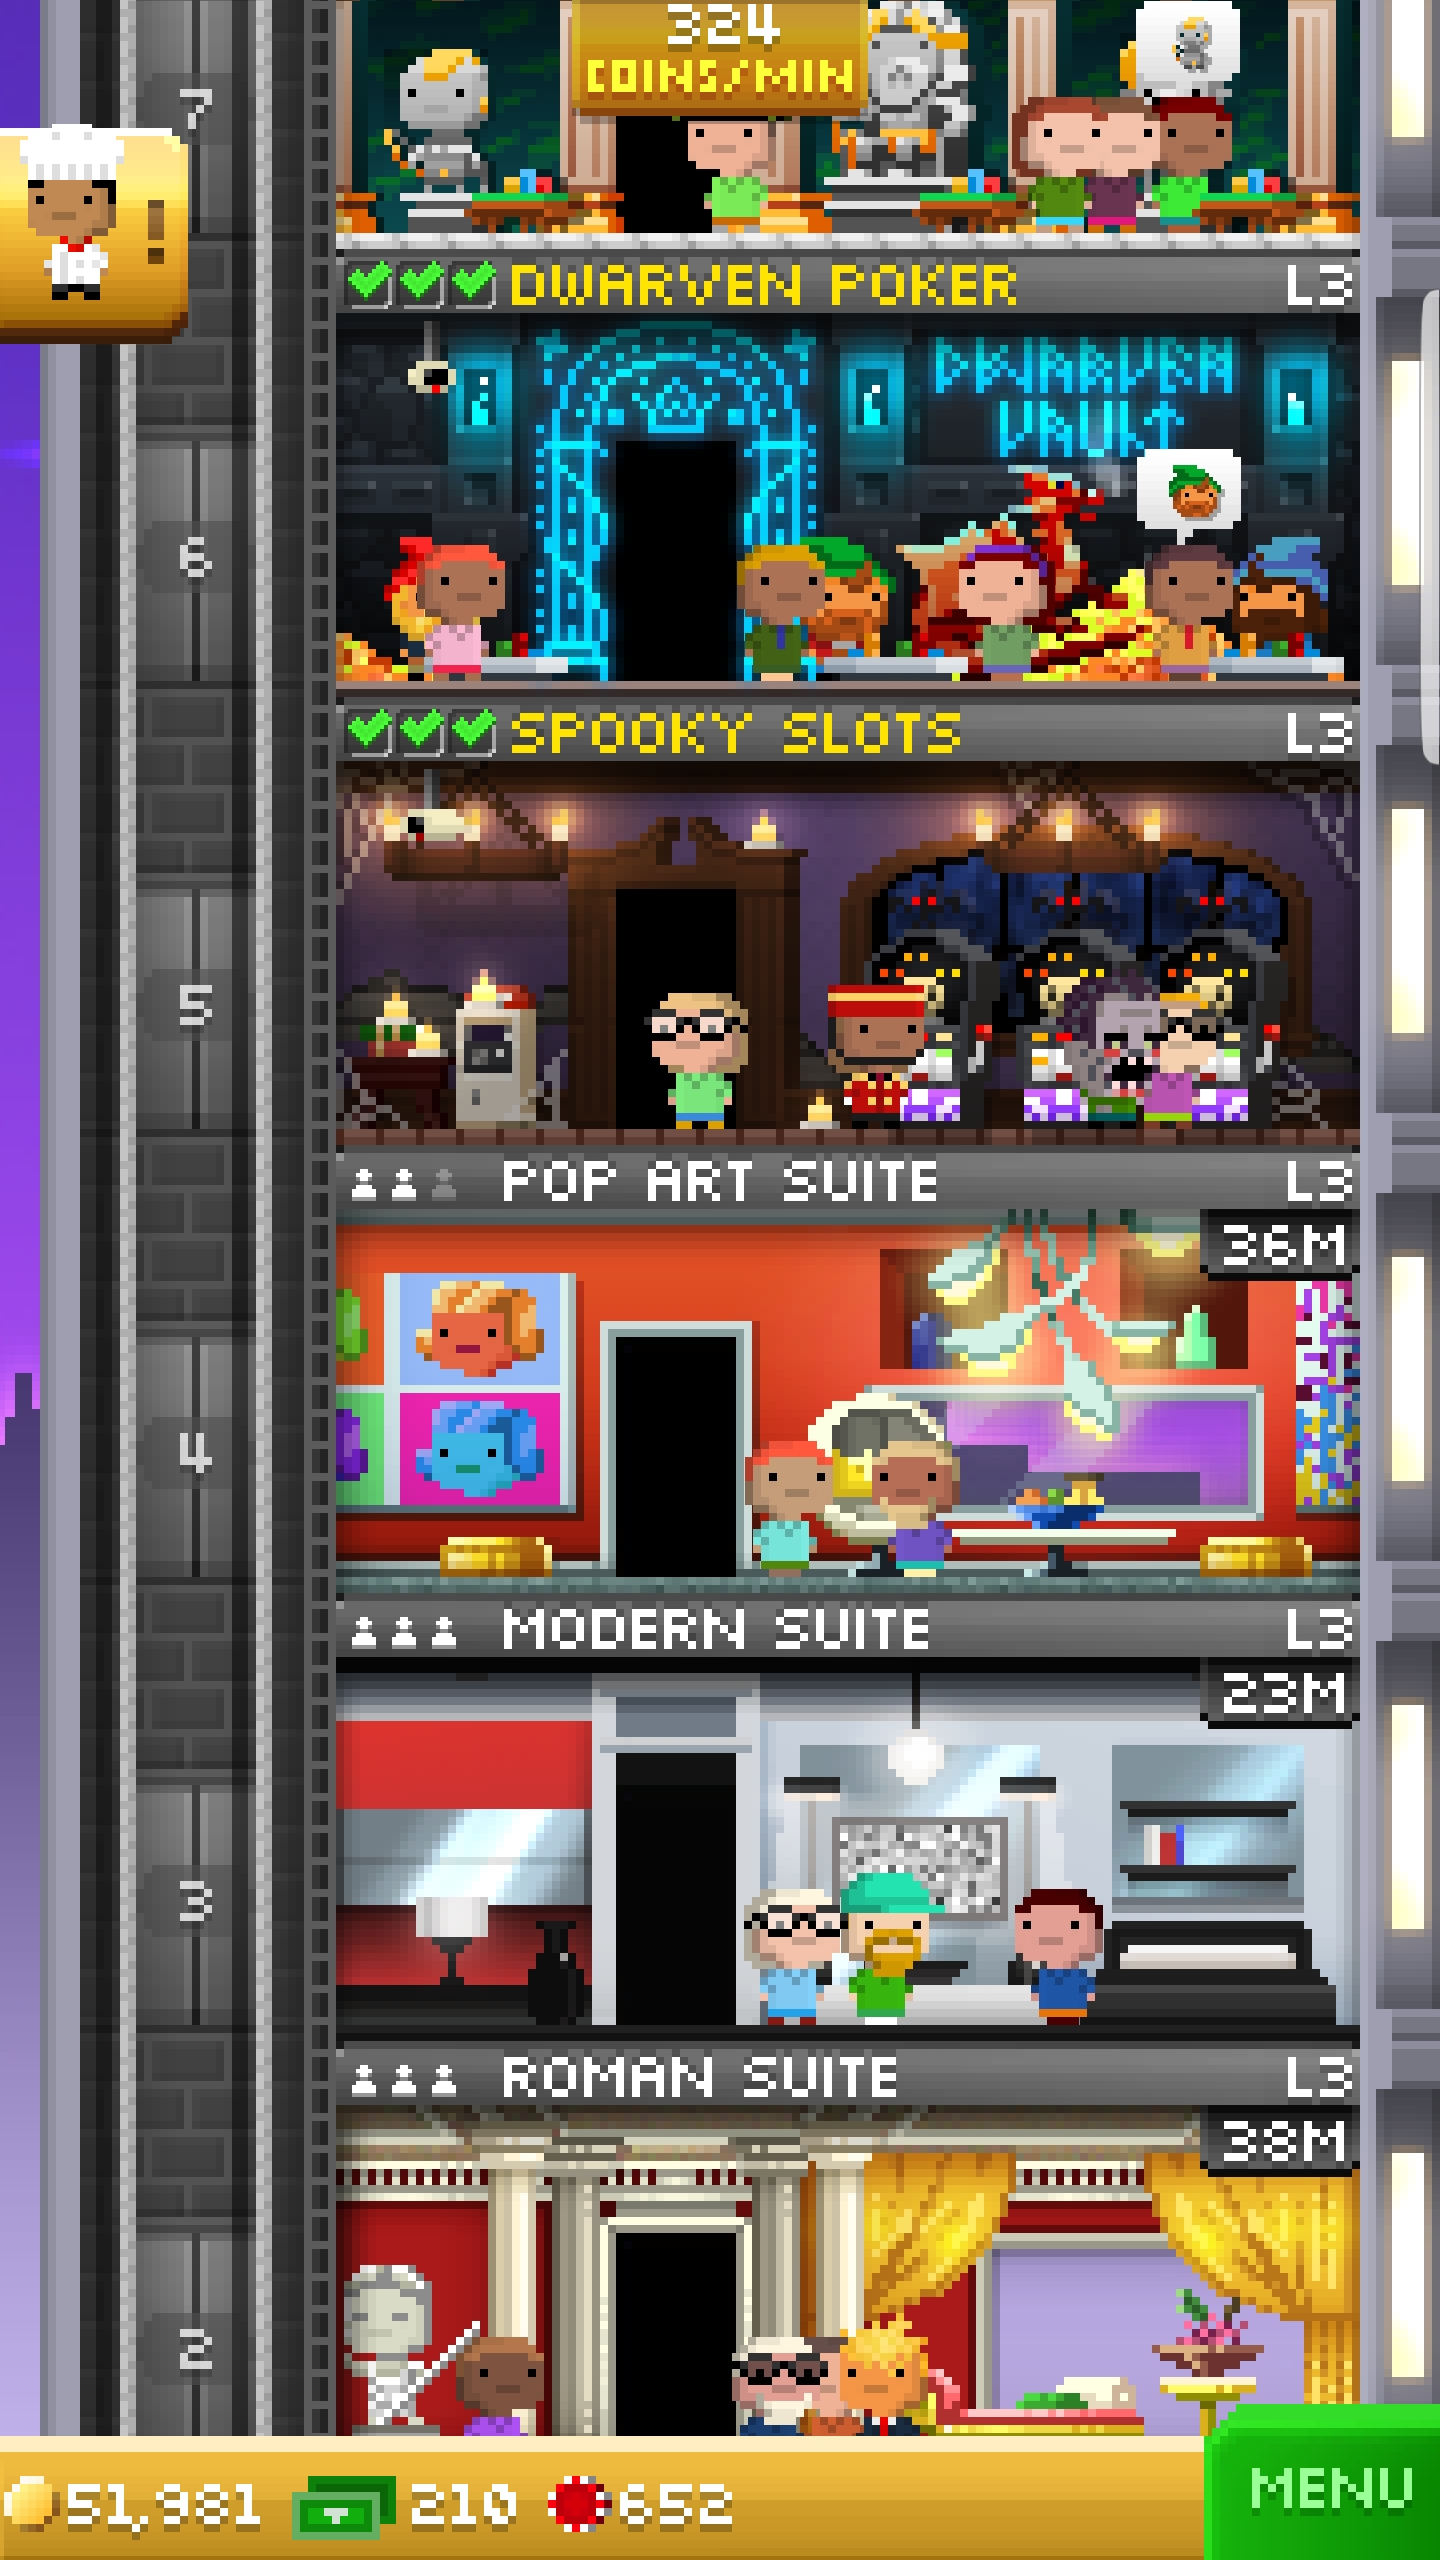 324
COINS/MIN
7
DWARVEN POKER L3
DWARVEN
VAULT
6
SPOOKY SLOTS L3
5
POP ART SUITE L3
36M
4
MODERN SUITE L3
23M
3
ROMAN SUITE L3
38M
2
51,981 210 652
MENU